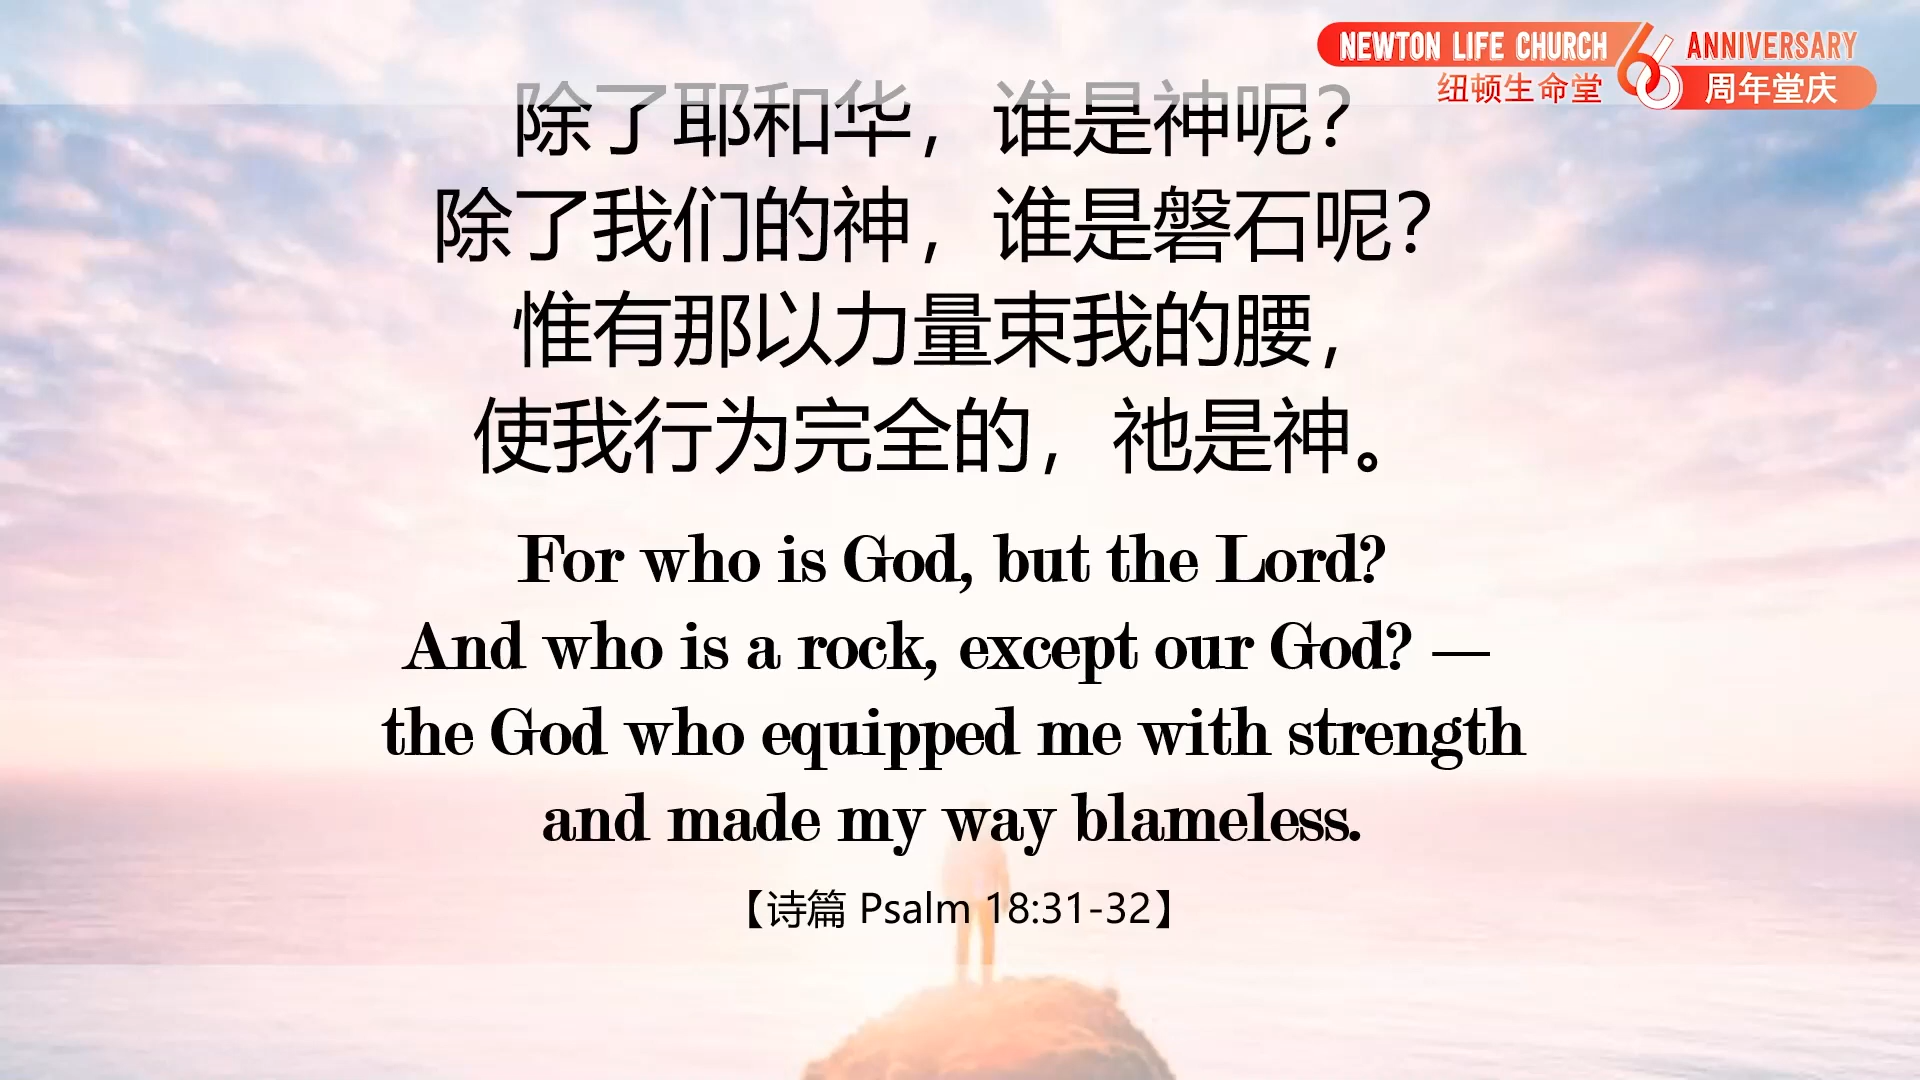 NEWTON LIFE CHURCH 66 ANNIVERSARY
纽顿生命堂 周年堂庆
除了耶和华，谁是神呢？
除了我们的神，谁是磐石呢？
惟有那以力量束我的腰，
使我行为完全的，祂是神。
For who is God, but the Lord?
And who is a rock, except our God? —
the God who equipped me with strength
and made my way blameless.
【诗篇 Psalm 18:31-32】